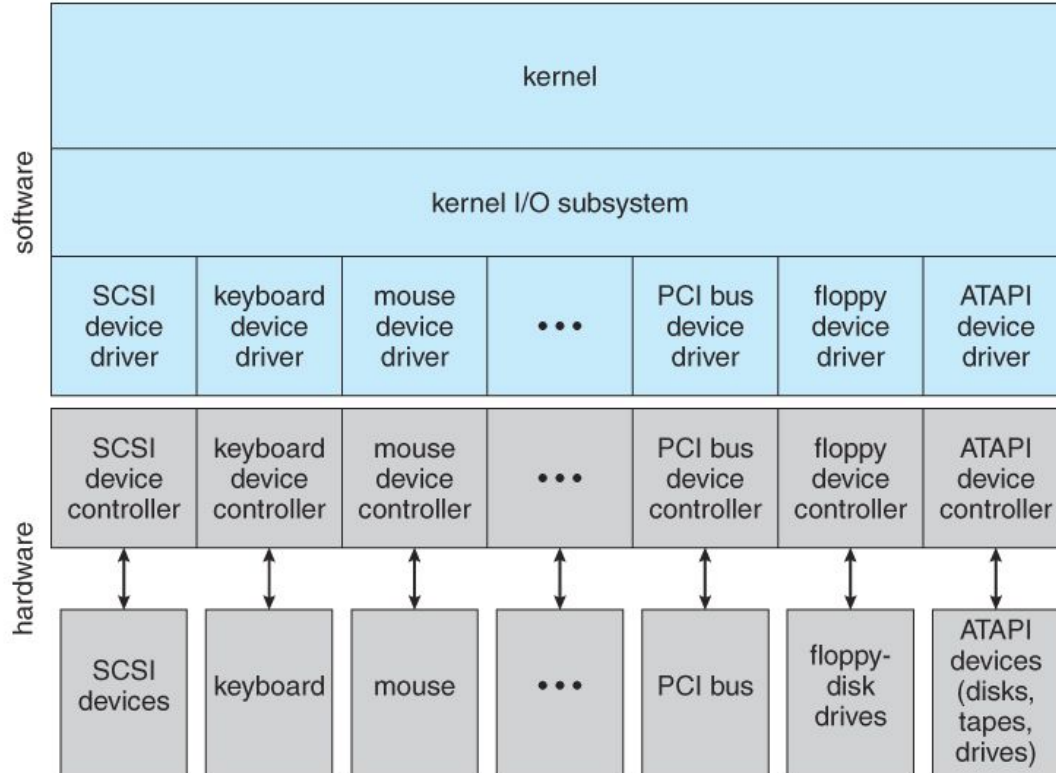 kernel
software
kernel I/O subsystem
SCSI
device
driver
keyboard
device
driver
mouse
device
driver
•••
PCI bus
device
driver
floppy
device
driver
ATAPI
device
driver
hardware
SCSI
device
controller
keyboard
device
controller
mouse
device
controller
•••
PCI bus
device
controller
floppy
device
controller
ATAPI
device
controller
SCSI
devices
keyboard
mouse
•••
PCI bus
floppy-
disk
drives
ATAPI
devices
(disks,
tapes,
drives)